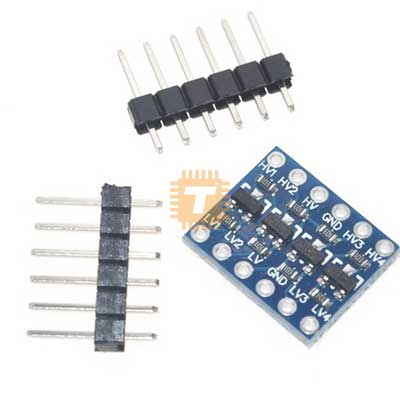 HV1 HV2 HV GND HV3 HV4
T
LV1 LV2 LV GND LV3 LV4